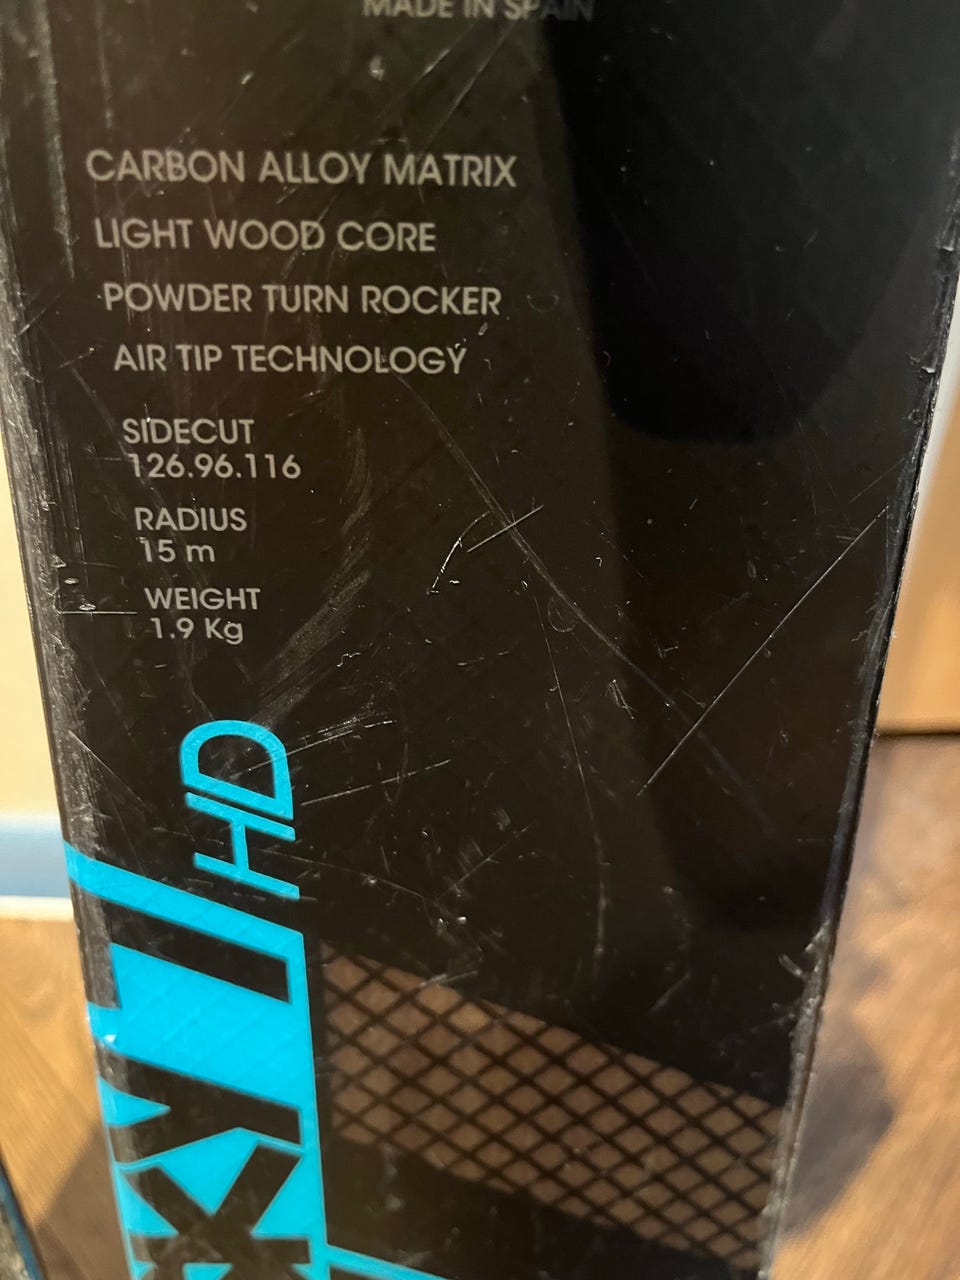 MADE IN SPAIN
CARBON ALLOY MATRIX
LIGHT WOOD CORE
POWDER TURN ROCKER
AIR TIP TECHNOLOGY
SIDECUT
126.96.116
RADIUS
15 m
WEIGHT
1.9 Kg
KY7HD